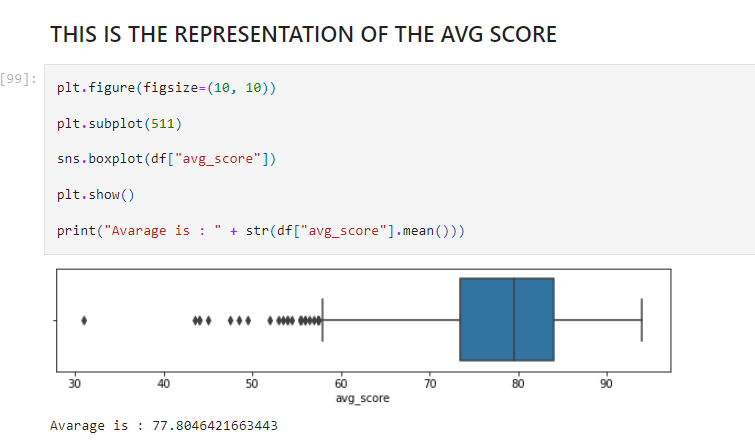 THIS IS THE REPRESENTATION OF THE AVG SCORE
[99]:
plt.figure(figsize=(10, 10))
plt.subplot(511)
sns.boxplot(df["avg_score"])
plt.show()
print("Avarage is : " + str(df["avg_score"].mean()))
30 40 50 60 70 80 90
avg_score
Avarage is : 77.8046421663443